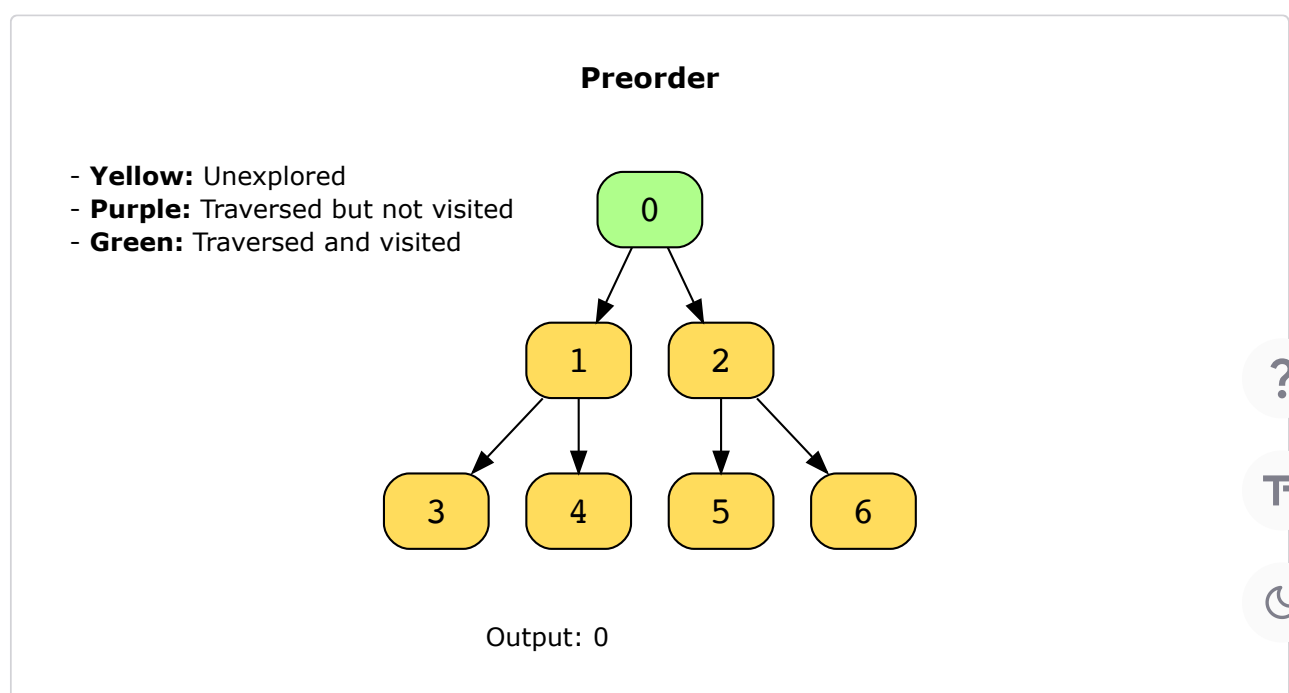 Preorder
- Yellow: Unexplored
- Purple: Traversed but not visited
- Green: Traversed and visited
0
1 2
3 4 5 6
Output: 0
?